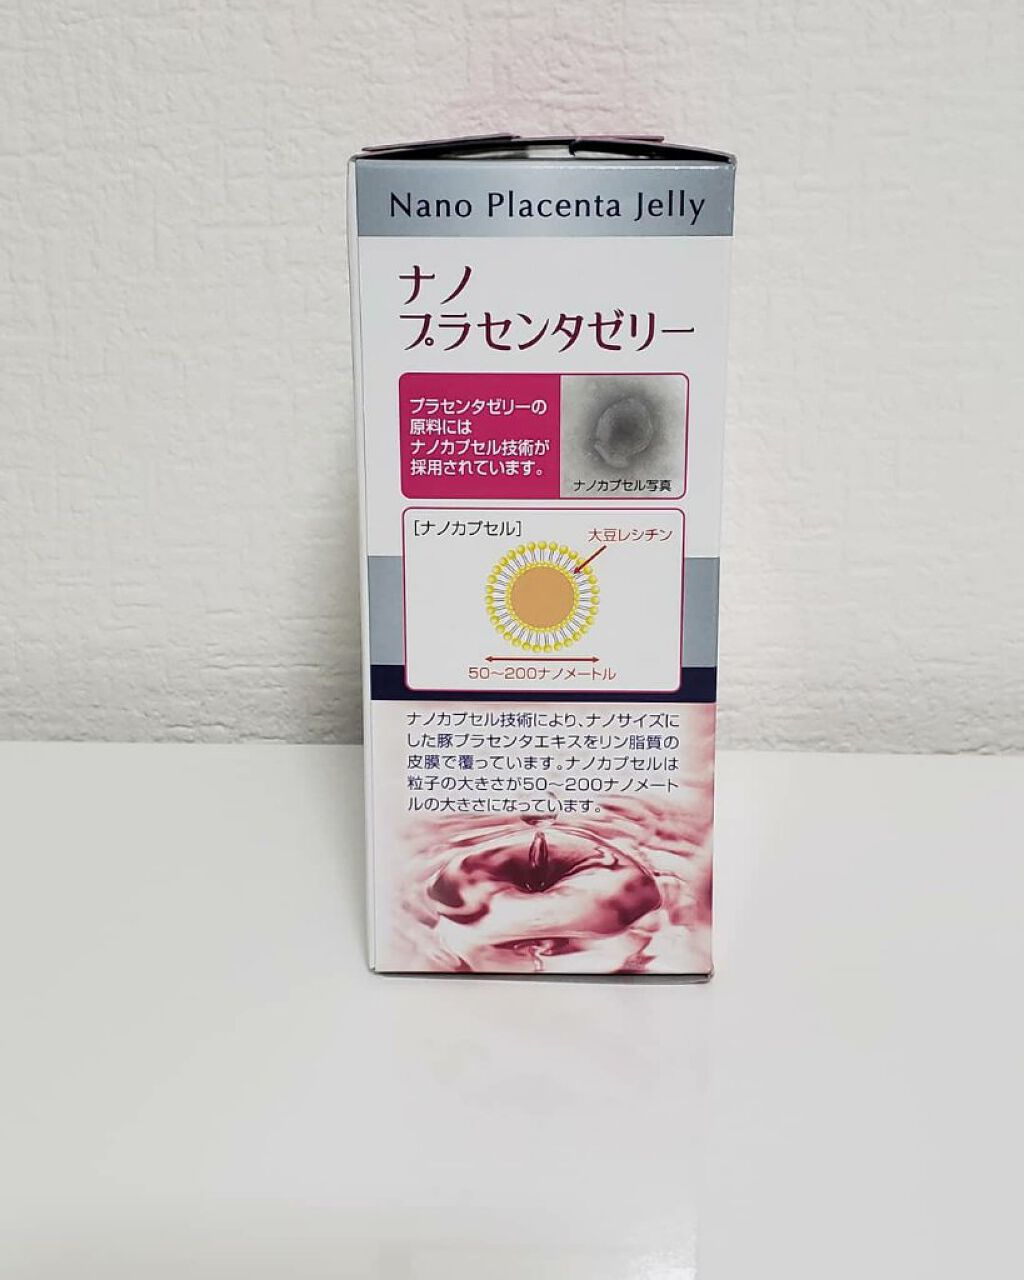 Nano Placenta Jelly
ナノ
プラセンタゼリー
プラセンタゼリーの
原料には
ナノカプセル技術が
採用されています。
ナノカプセル写真
[ナノカプセル]
大豆レシチン
50〜200ナノメートル
ナノカプセル技術により、ナノサイズに
した豚プラセンタエキスをリン脂質の
皮膜で覆っています。ナノカプセルは
粒子の大きさが50〜200ナノメート
ルの大きさになっています。